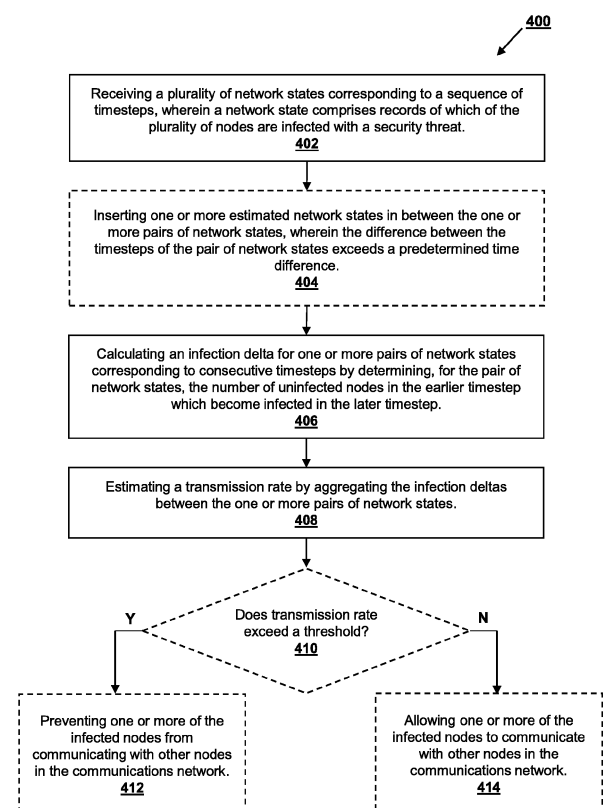 400
Receiving a plurality of network states corresponding to a sequence of
timesteps, wherein a network state comprises records of which of the
plurality of nodes are infected with a security threat.
402
Inserting one or more estimated network states in between the one or
more pairs of network states, wherein the difference between the
timesteps of the pair of network states exceeds a predetermined time
difference.
404
Calculating an infection delta for one or more pairs of network states
corresponding to consecutive timesteps by determining, for the pair of
network states, the number of uninfected nodes in the earlier timestep
which become infected in the later timestep.
406
Estimating a transmission rate by aggregating the infection deltas
between the one or more pairs of network states.
408
Does transmission rate
exceed a threshold?
410
Y
N
Preventing one or more of the
infected nodes from
communicating with other nodes
in the communications network.
412
Allowing one or more of the
infected nodes to communicate
with other nodes in the
communications network.
414